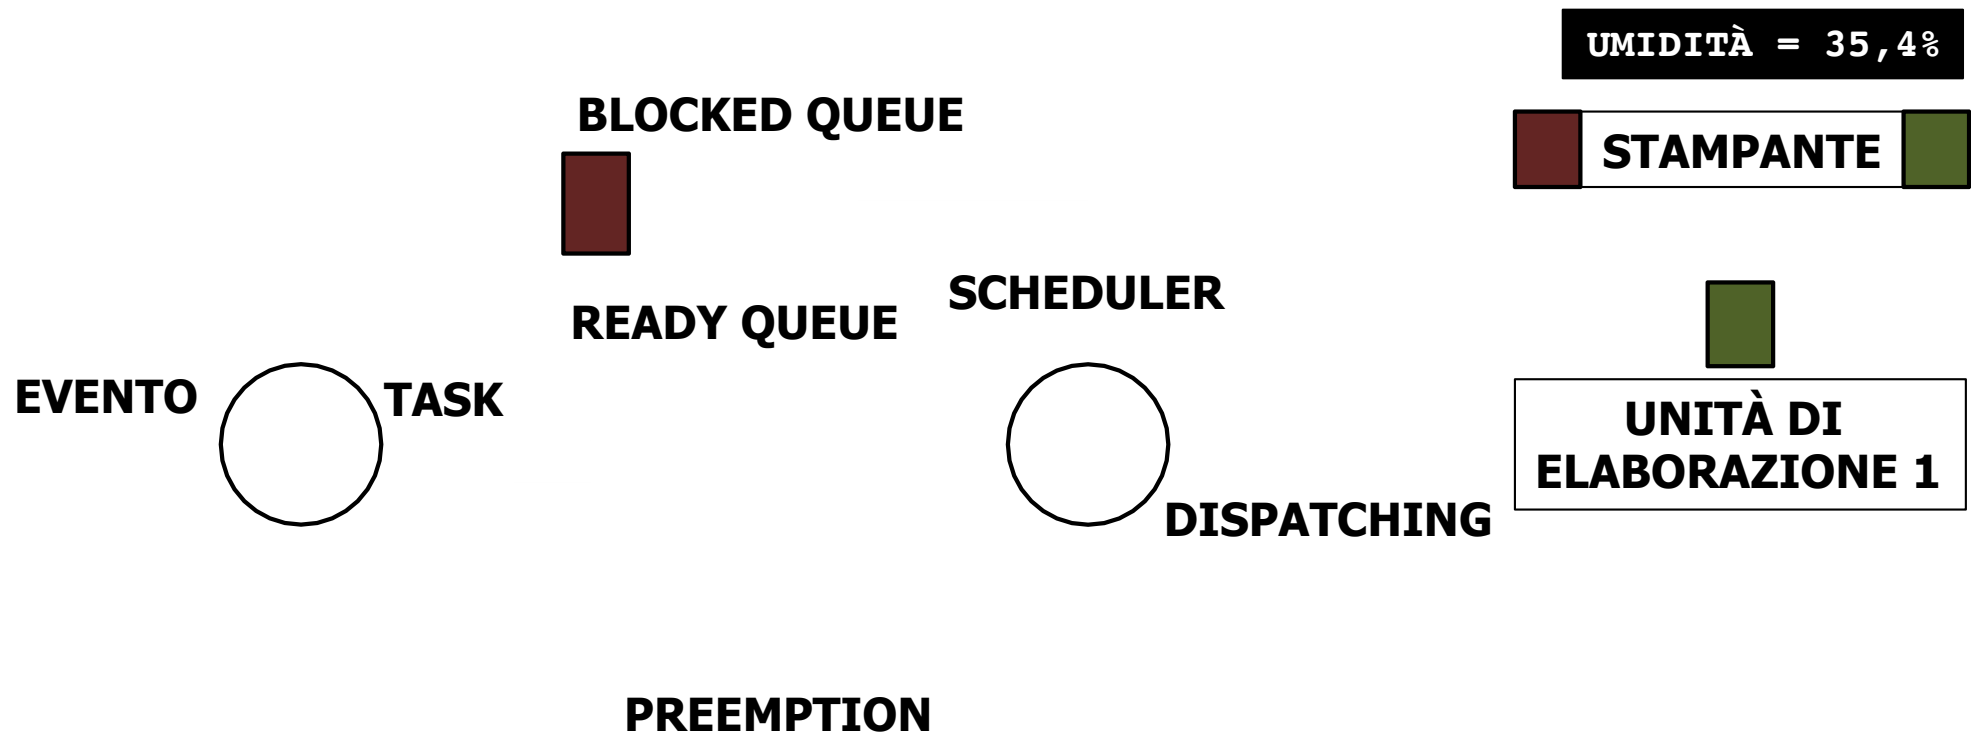 UMIDITÀ = 35,4%
BLOCKED QUEUE
STAMPANTE
SCHEDULER
READY QUEUE
EVENTO
TASK
UNITÀ DI
ELABORAZIONE 1
DISPATCHING
PREEMPTION